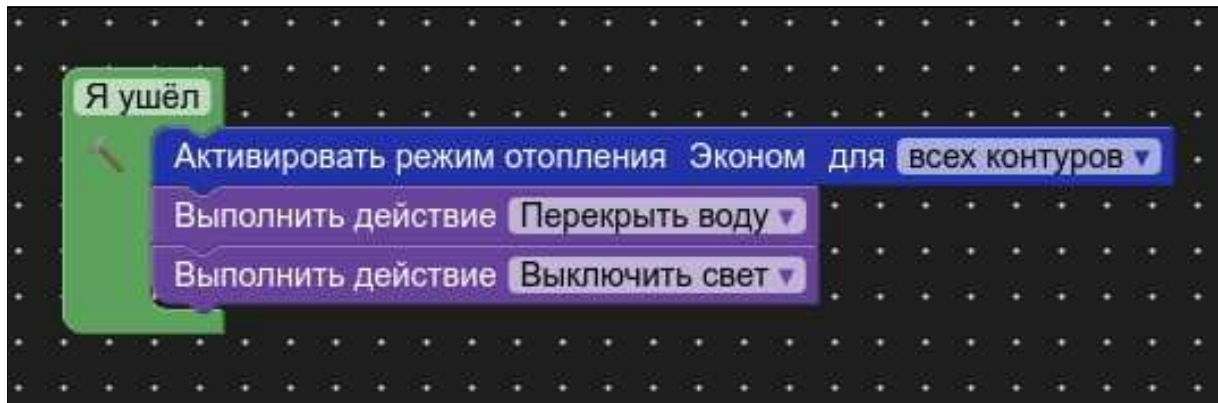 Я ушёл
Активировать режим отопления Эконом для всех контуров
Выполнить действие Перекрыть воду
Выполнить действие Выключить свет